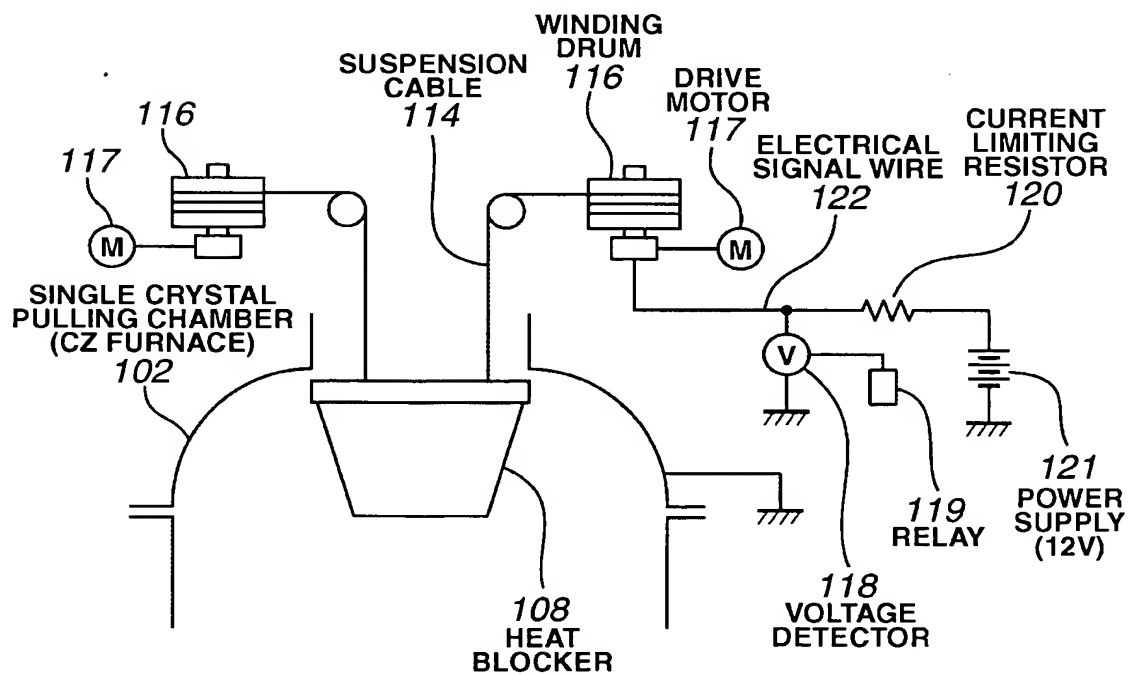 WINDING
DRUM
116
SUSPENSION
CABLE
114
DRIVE
MOTOR
117
CURRENT
LIMITING
RESISTOR
120
116
117
ELECTRICAL
SIGNAL WIRE
122
M
M
SINGLE CRYSTAL
PULLING CHAMBER
(CZ FURNACE)
102
V
121
POWER
SUPPLY
(12V)
119
RELAY
118
VOLTAGE
DETECTOR
108
HEAT
BLOCKER